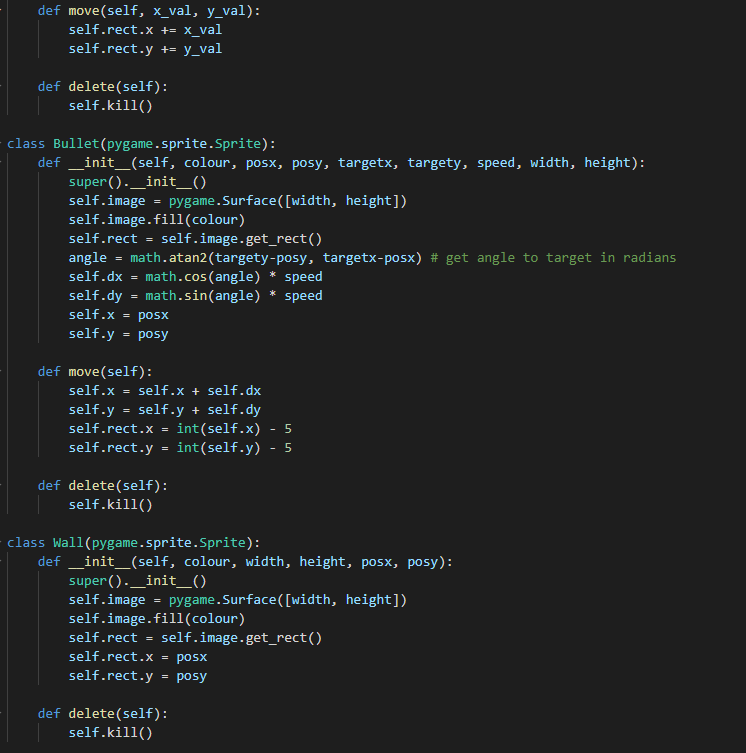 def move(self, x_val, y_val):
self.rect.x += x_val
self.rect.y += y_val
def delete(self):
self.kill()
class Bullet(pygame.sprite.Sprite):
def __init__(self, colour, posx, posy, targetx, targety, speed, width, height):
super().__init__()
self.image = pygame.Surface([width, height])
self.image.fill(colour)
self.rect = self.image.get_rect()
angle = math.atan2(targety-posy, targetx-posx) # get angle to target in radians
self.dx = math.cos(angle) * speed
self.dy = math.sin(angle) * speed
self.x = posx
self.y = posy
def move(self):
self.x = self.x + self.dx
self.y = self.y + self.dy
self.rect.x = int(self.x) - 5
self.rect.y = int(self.y) - 5
def delete(self):
self.kill()
class Wall(pygame.sprite.Sprite):
def __init__(self, colour, width, height, posx, posy):
super().__init__()
self.image = pygame.Surface([width, height])
self.image.fill(colour)
self.rect = self.image.get_rect()
self.rect.x = posx
self.rect.y = posy
def delete(self):
self.kill()